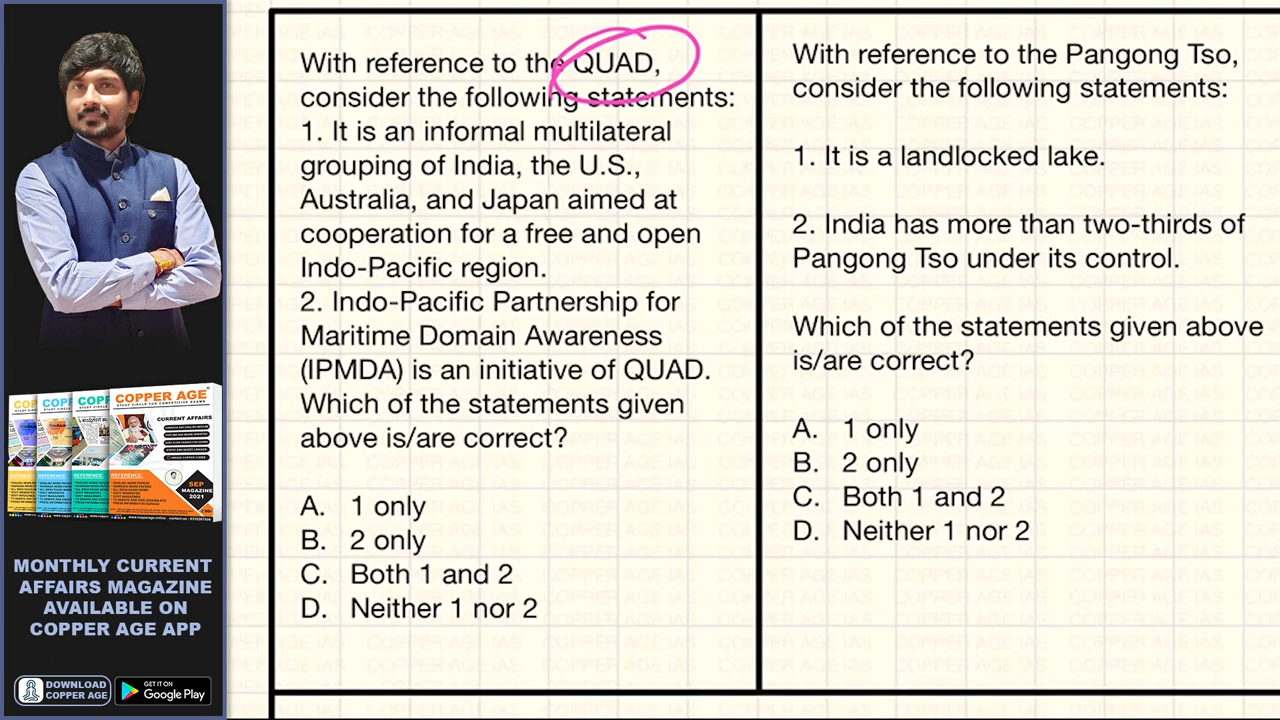 With reference to the QUAD,
consider the following statements:
1. It is an informal multilateral
grouping of India, the U.S.,
Australia, and Japan aimed at
cooperation for a free and open
Indo-Pacific region.
2. Indo-Pacific Partnership for
Maritime Domain Awareness
(IPMDA) is an initiative of QUAD.
Which of the statements given
above is/are correct?
A. 1 only
B. 2 only
C. Both 1 and 2
D. Neither 1 nor 2
With reference to the Pangong Tso,
consider the following statements:
1. It is a landlocked lake.
2. India has more than two-thirds of
Pangong Tso under its control.
Which of the statements given above
is/are correct?
A. 1 only
B. 2 only
C. Both 1 and 2
D. Neither 1 nor 2
COPPER AGE
CURRENT
AFFAIRS
REFERENCE:
SEP
MAGAZINE
2021
MONTHLY CURRENT
AFFAIRS MAGAZINE
AVAILABLE ON
COPPER AGE APP
DOWNLOAD
COPPER AGE
GET IT ON
Google Play